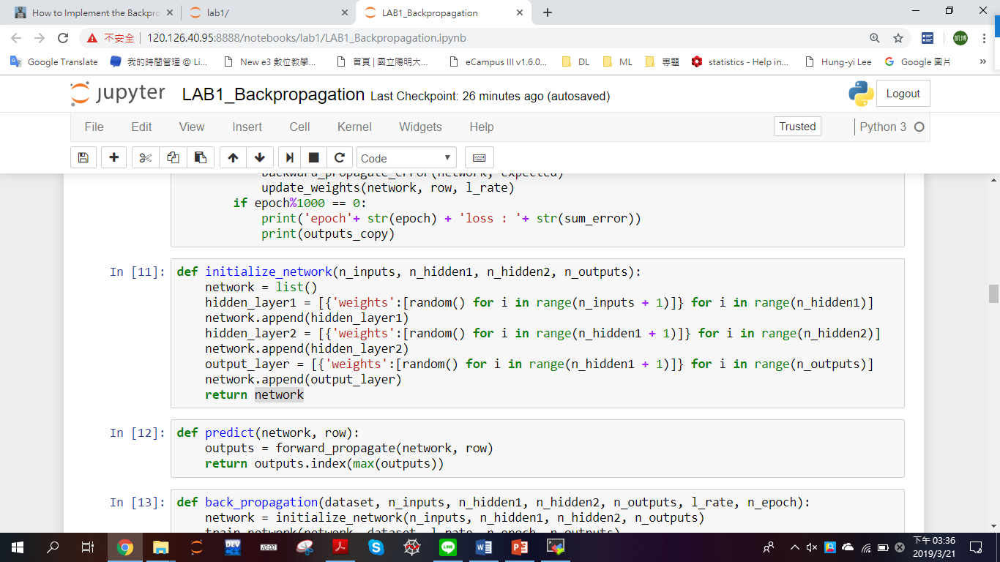 How to Implement the Backpro
lab1/
LAB1_Backpropagation
不安全
120.126.40.95:8888/notebooks/lab1/LAB1_Backpropagation.ipynb
凱博
Google Translate
我的時間管理 @ Li...
New e3 數位教學...
首頁 | 國立陽明大...
eCampus III v1.6.0...
DL
ML
專題
statistics - Help in...
Hung-yi Lee
Google 圖片
»
jupyter
LAB1_Backpropagation
Last Checkpoint: 26 minutes ago (autosaved)
Logout
File
Edit
View
Insert
Cell
Kernel
Widgets
Help
Trusted
Python 3
Code
backward_propagate_error(network, expected)
update_weights(network, row, l_rate)
if epoch%1000 == 0:
print('epoch'+ str(epoch) + 'loss : '+ str(sum_error))
print(outputs_copy)
In [11]:
def initialize_network(n_inputs, n_hidden1, n_hidden2, n_outputs):
network = list()
hidden_layer1 = [{'weights':[random() for i in range(n_inputs + 1)]} for i in range(n_hidden1)]
network.append(hidden_layer1)
hidden_layer2 = [{'weights':[random() for i in range(n_hidden1 + 1)]} for i in range(n_hidden2)]
network.append(hidden_layer2)
output_layer = [{'weights':[random() for i in range(n_hidden1 + 1)]} for i in range(n_outputs)]
network.append(output_layer)
return network
In [12]:
def predict(network, row):
outputs = forward_propagate(network, row)
return outputs.index(max(outputs))
In [13]:
def back_propagation(dataset, n_inputs, n_hidden1, n_hidden2, n_outputs, l_rate, n_epoch):
network = initialize_network(n_inputs, n_hidden1, n_hidden2, n_outputs)
train_network(network, dataset, l_rate, n_epoch, n_outputs)
DEV
LINE
下午 03:36
2019/3/21